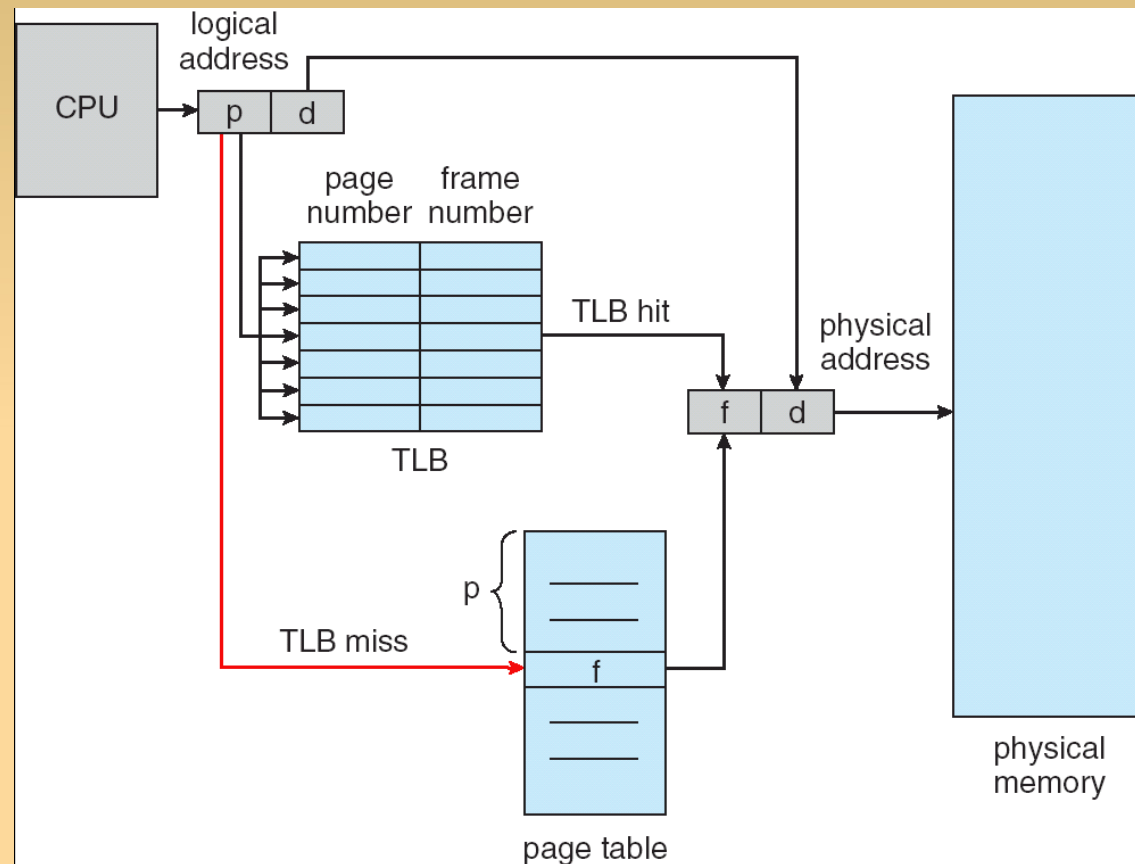 logical
address
CPU
p
d
page
number
frame
number
TLB hit
physical
address
f
d
TLB
p
TLB miss
f
physical
memory
page table